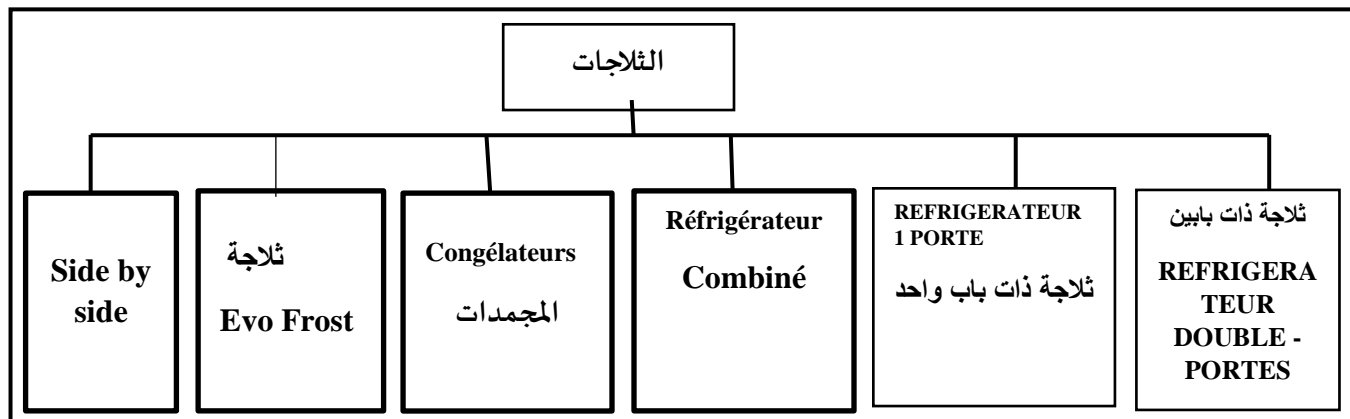 الثلاجات
Side by
side
ثلاجة
Evo Frost
Congélateurs
المجمدات
Réfrigérateur
Combiné
REFRIGERATEUR
1 PORTE
ثلاجة ذات باب واحد
ثلاجة ذات بابين
REFRIGERA
TEUR
DOUBLE -
PORTES